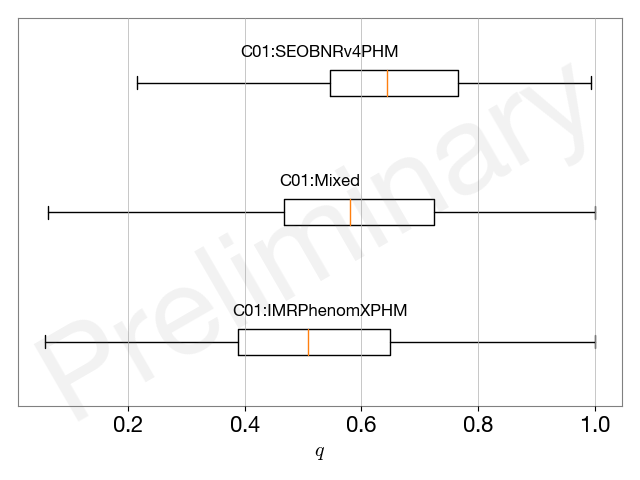 C01:SEOBNRv4PHM
C01:Mixed
C01:IMRPhenomXPHM
Preliminary
0.2 0.4 0.6 0.8 1.0
q